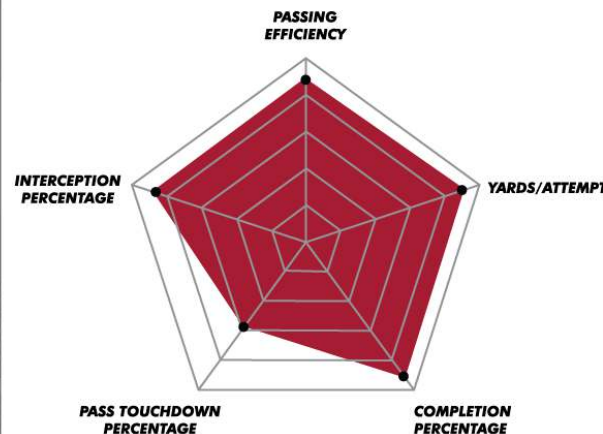 PASSING
EFFICIENCY
INTERCEPTION
PERCENTAGE
YARDS/ATTEMPT
PASS TOUCHDOWN
PERCENTAGE
COMPLETION
PERCENTAGE